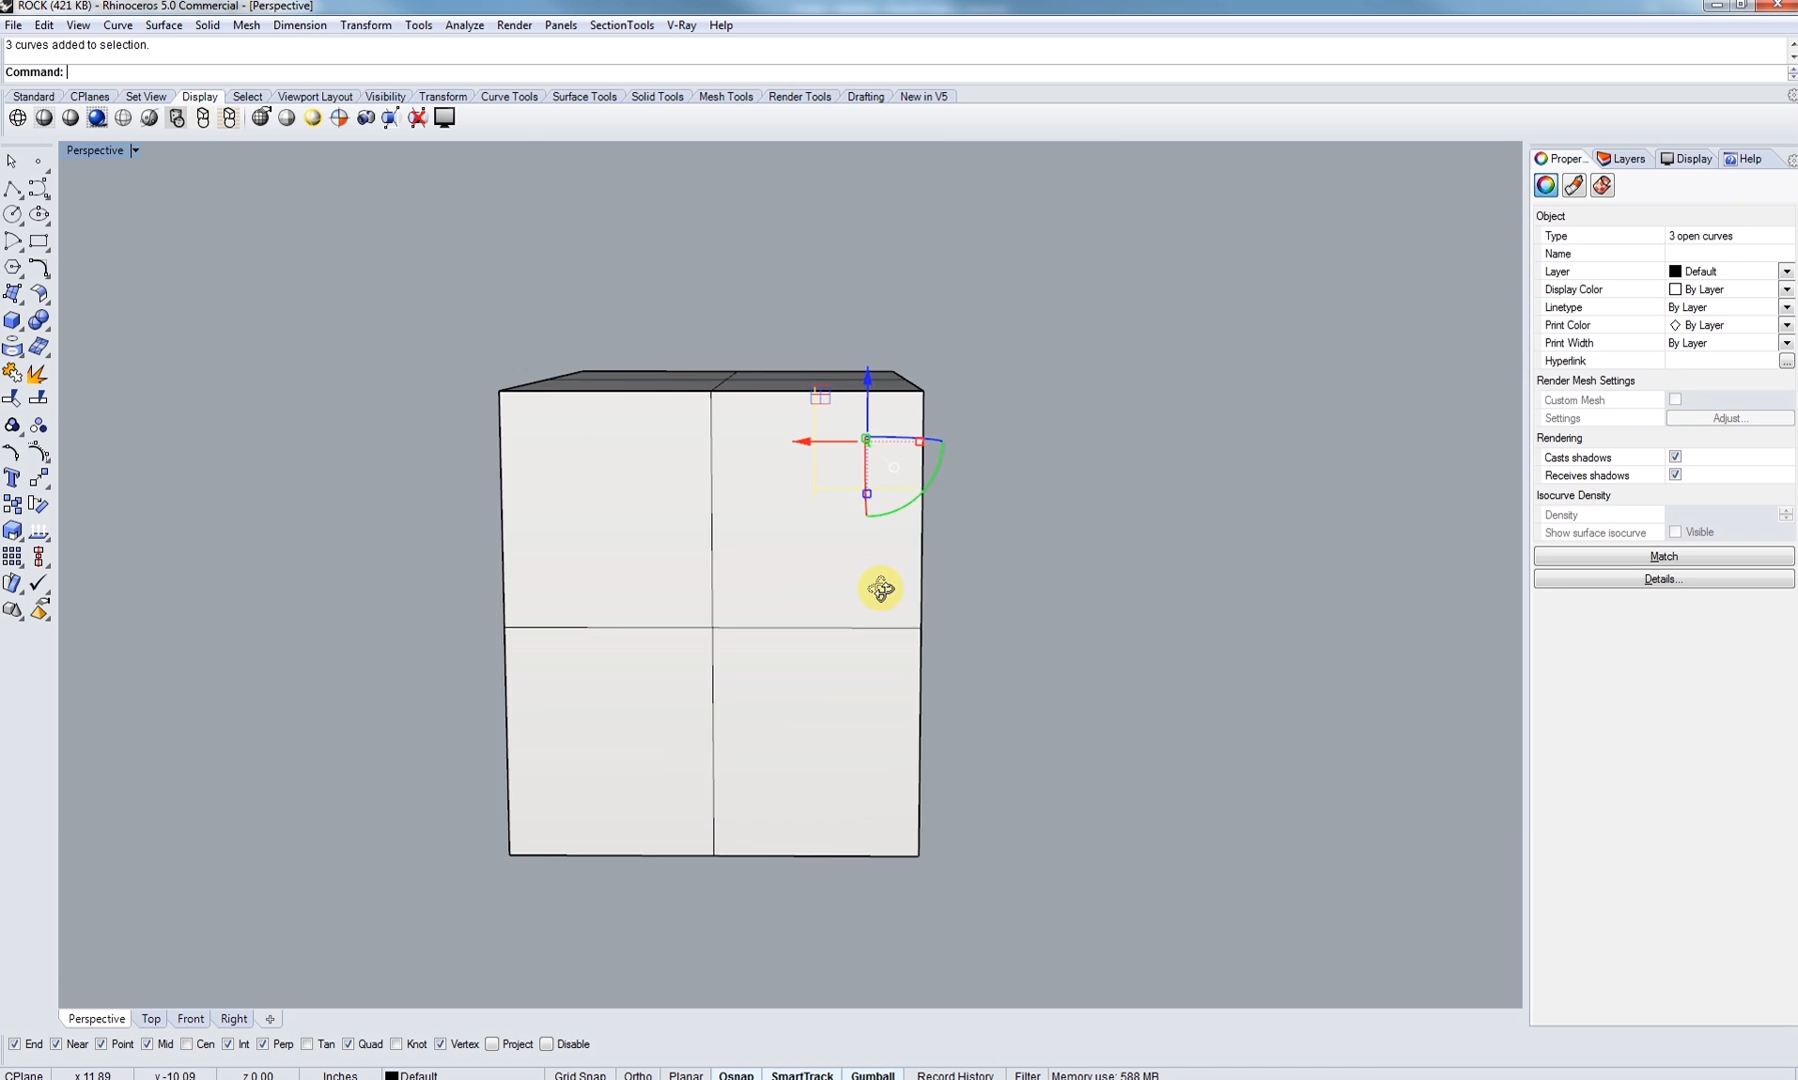 ROCK (421 KB) - Rhinoceros 5.0 Commercial - [Perspective]
File Edit View Curve Surface Solid Mesh Dimension Transform Tools Analyze Render Panels SectionTools V-Ray Help
3 curves added to selection.
Command:
Standard CPlanes Set View Display Select Viewport Layout Visibility Transform Curve Tools Surface Tools Solid Tools Mesh Tools Render Tools Drafting New in V5
Perspective
Proper... Layers Display Help
Object
Type 3 open curves
Name
Layer Default
Display Color By Layer
Linetype By Layer
Print Color By Layer
Print Width By Layer
Hyperlink ...
Render Mesh Settings
Custom Mesh
Settings Adjust...
Rendering
Casts shadows
Receives shadows
Isocurve Density
Density
Show surface isocurve Visible
Match
Details...
Perspective Top Front Right
End Near Point Mid Cen Int Perp Tan Quad Knot Vertex Project Disable
CPlane x 11.89 y -10.09 z 0.00 Inches Default Grid Snap Ortho Planar Osnap SmartTrack Gumball Record History Filter Memory use: 588 MB